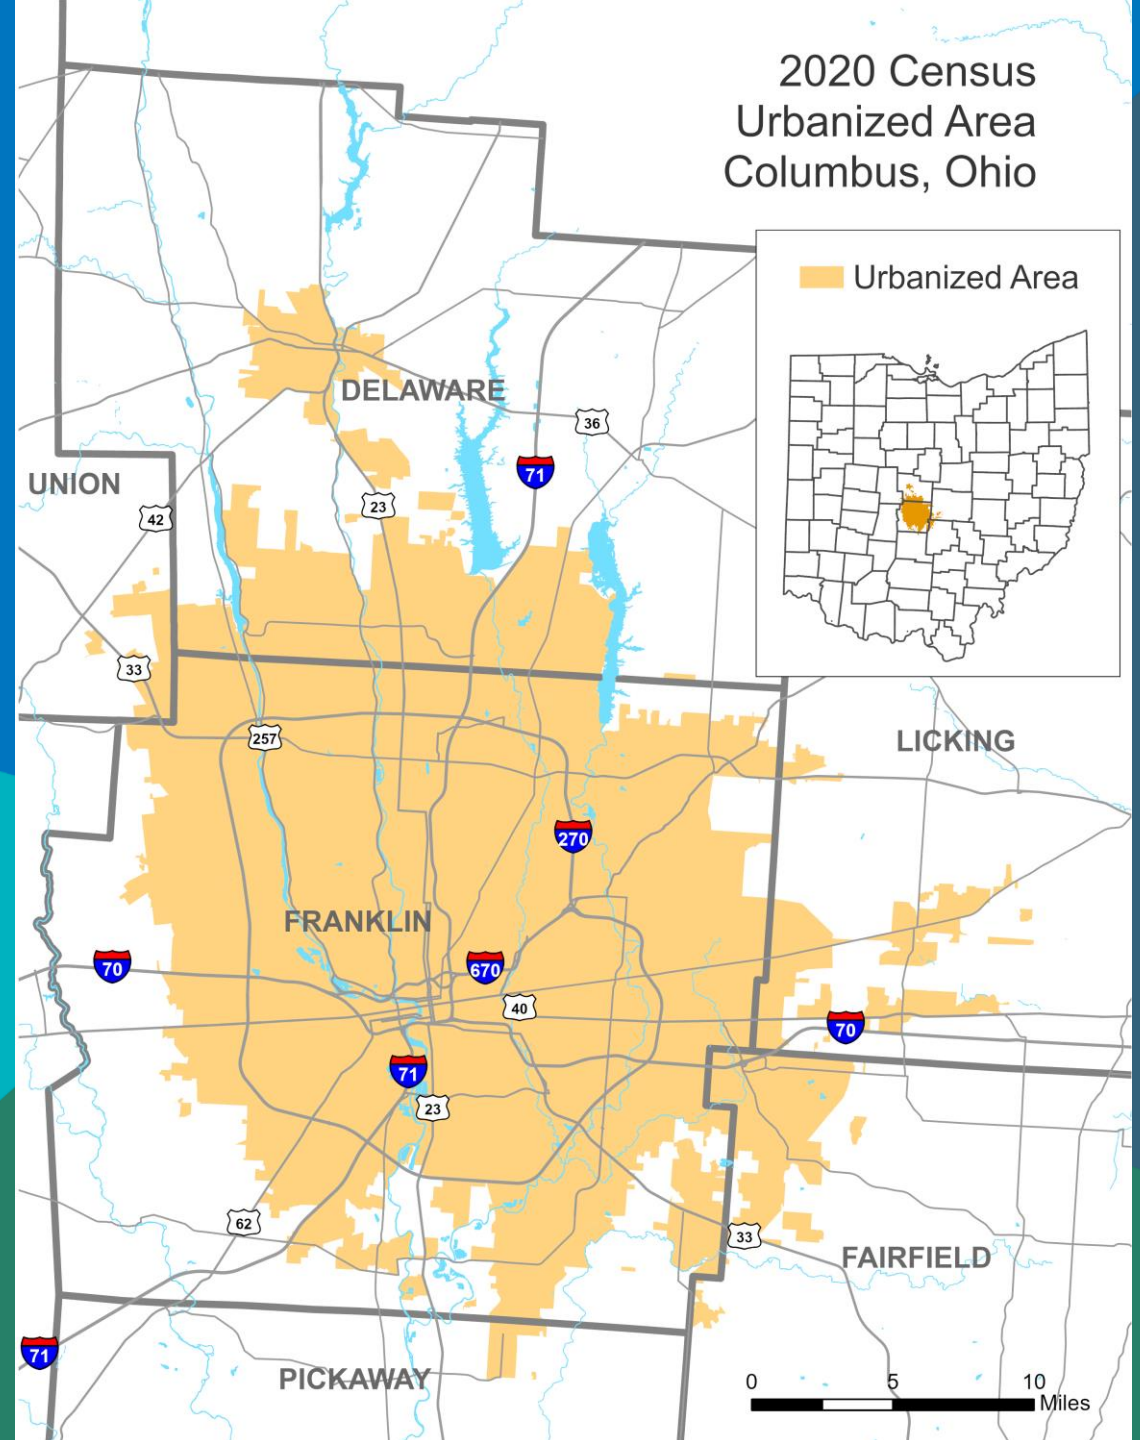 2020 Census
Urbanized Area
Columbus, Ohio
Urbanized Area
DELAWARE
36
71
UNION
23
42
33
257
LICKING
270
FRANKLIN
70
670
40
70
71
23
62
33
FAIRFIELD
71
PICKAWAY
0 5 10
Miles